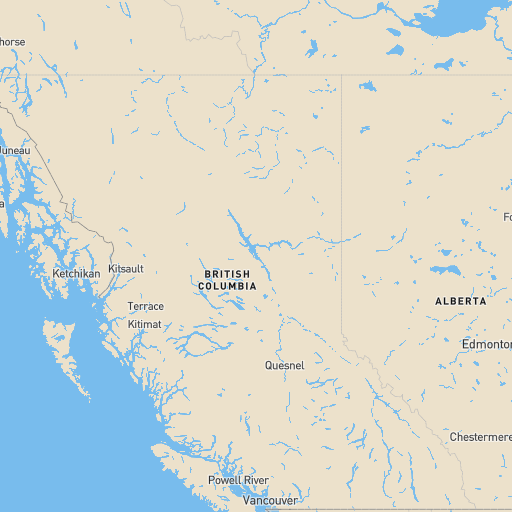 horse
Juneau
a
Fo
Ketchikan
Kitsault
BRITISH
COLUMBIA
ALBERTA
Terrace
Kitimat
Edmonton
Quesnel
Chestermere
Powell River
Vancouver